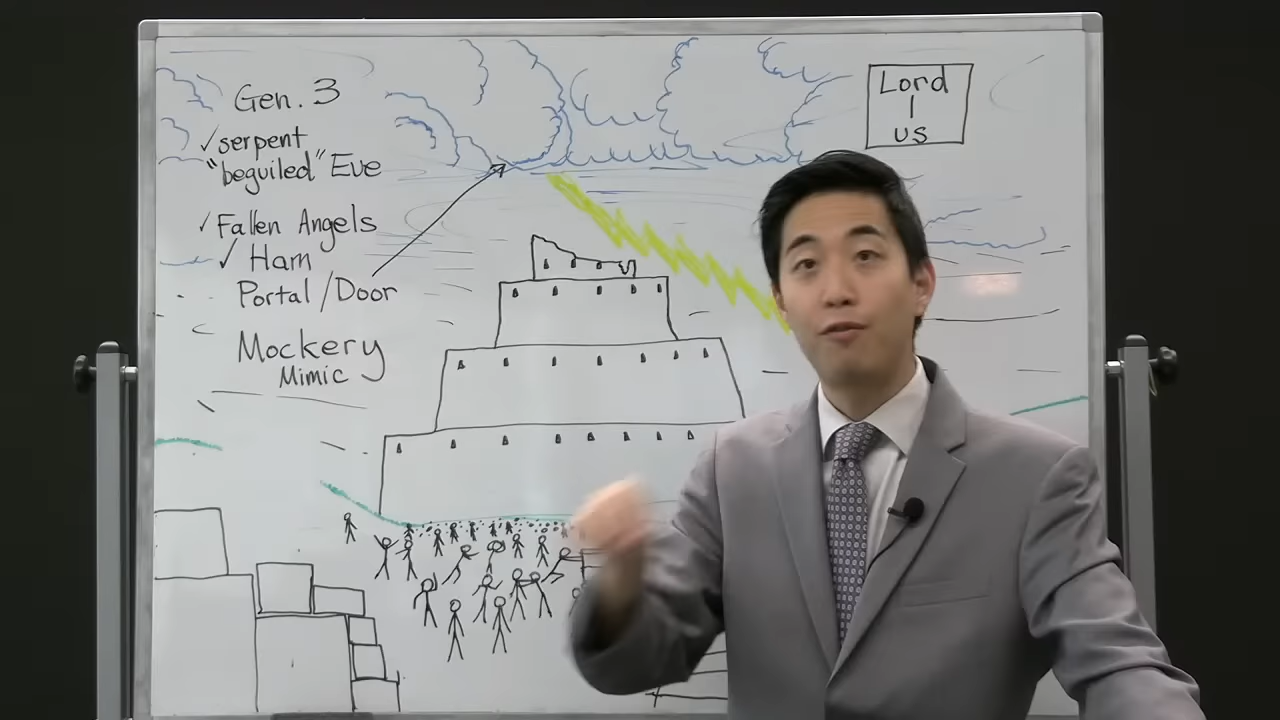 Gen. 3
✓serpent
"beguiled" Eve
✓Fallen Angels
✓ Ham
Portal/Door
Mockery
Mimic
Lord
|
us